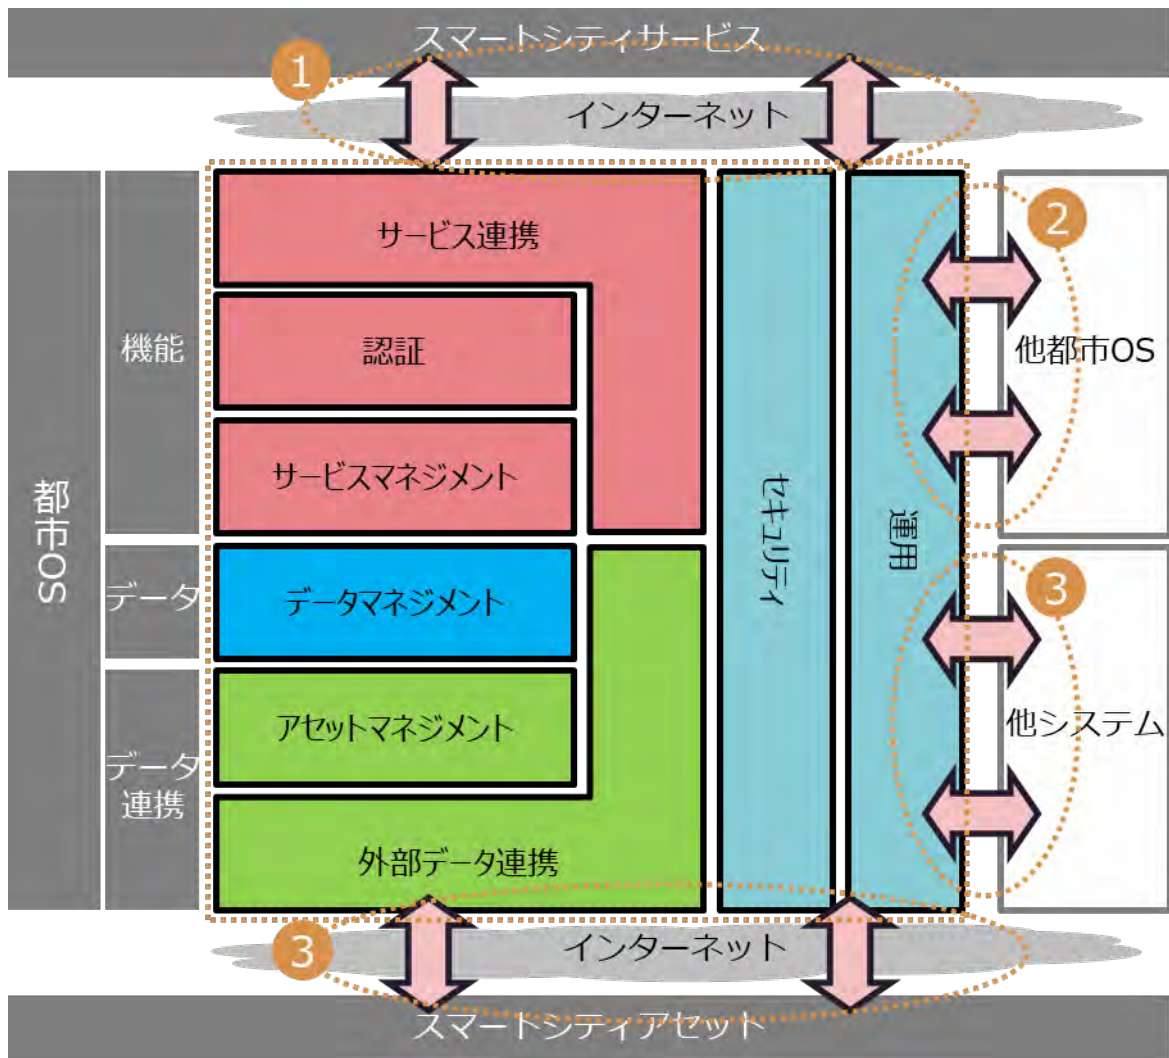 スマートシティサービス
1
インターネット
都市OS
機能
サービス連携
認証
サービスマネジメント
データ
データマネジメント
データ
連携
アセットマネジメント
外部データ連携
セキュリティ
運用
2
他都市OS
3
他システム
3
インターネット
スマートシティアセット